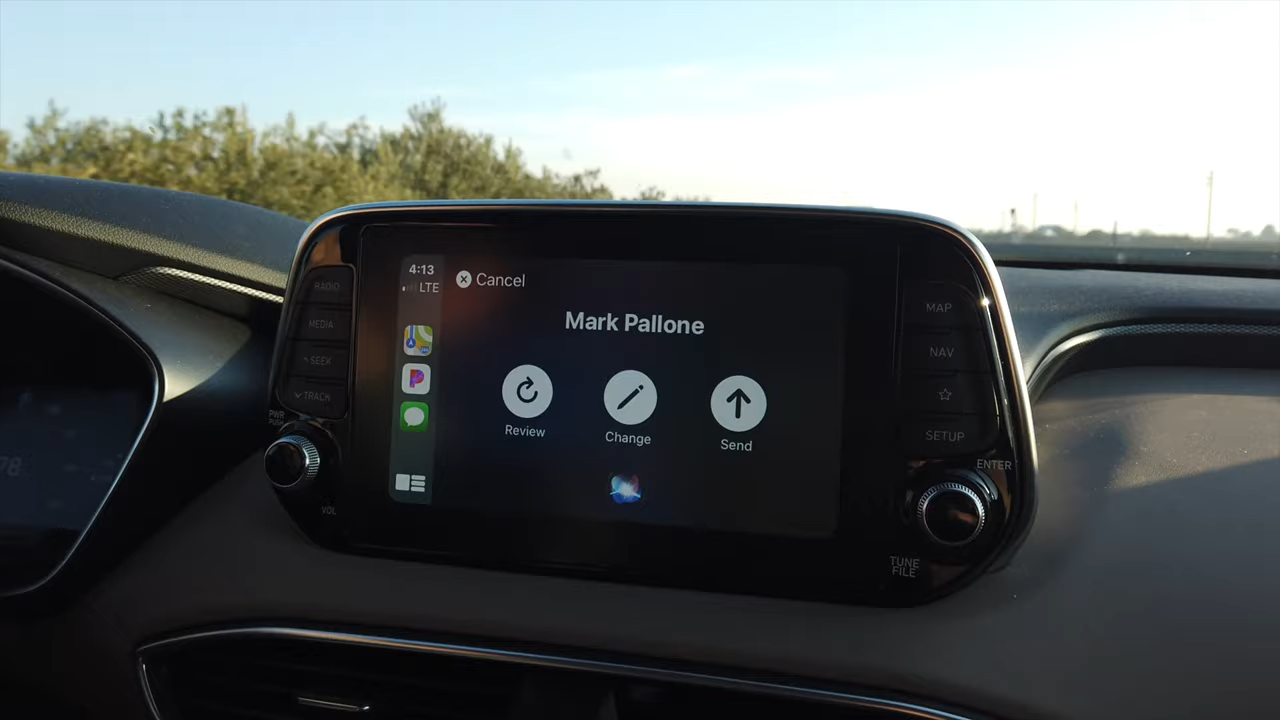 RADIO
MEDIA
SEEK
TRACK
PWR
PUSH
VOL
4:13
LTE
Cancel
Mark Pallone
Review
Change
Send
MAP
NAV
SETUP
ENTER
TUNE
FILE
78